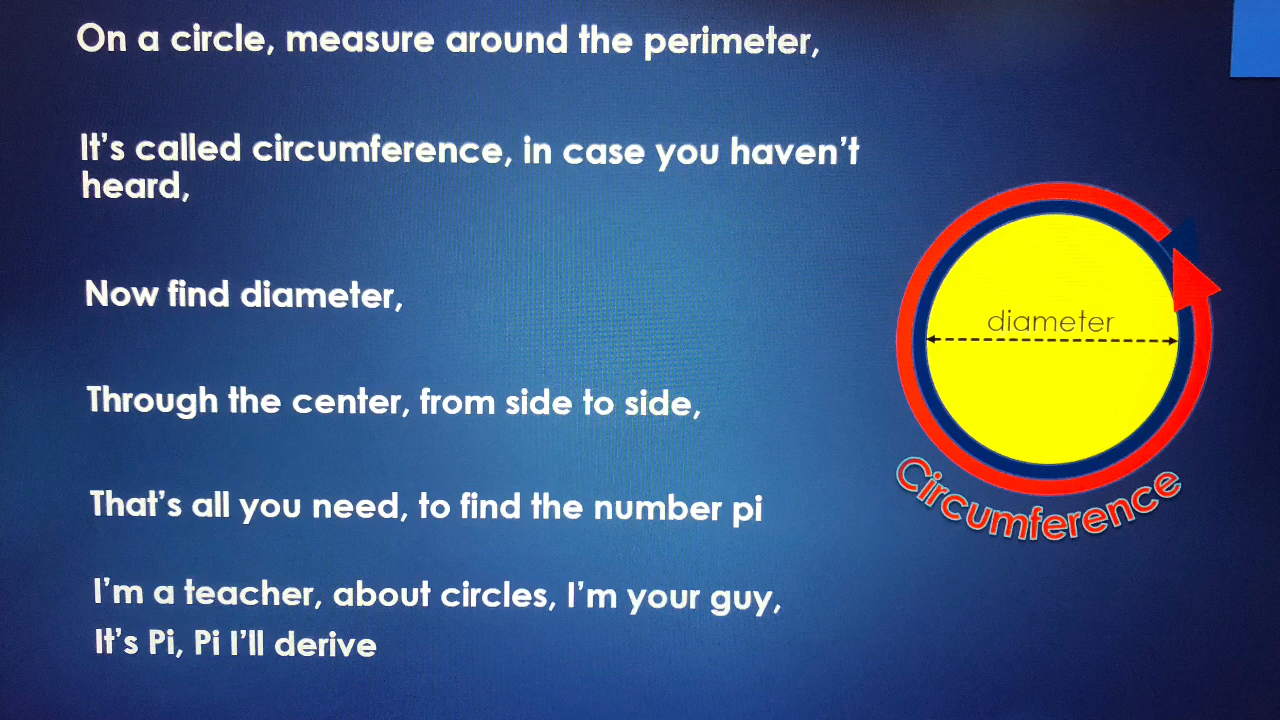 On a circle, measure around the perimeter,
It's called circumference, in case you haven't
heard,
Now find diameter,
Through the center, from side to side,
That's all you need, to find the number pi
I'm a teacher, about circles, I'm your guy,
It's Pi, Pi I'll derive
diameter
Circumference